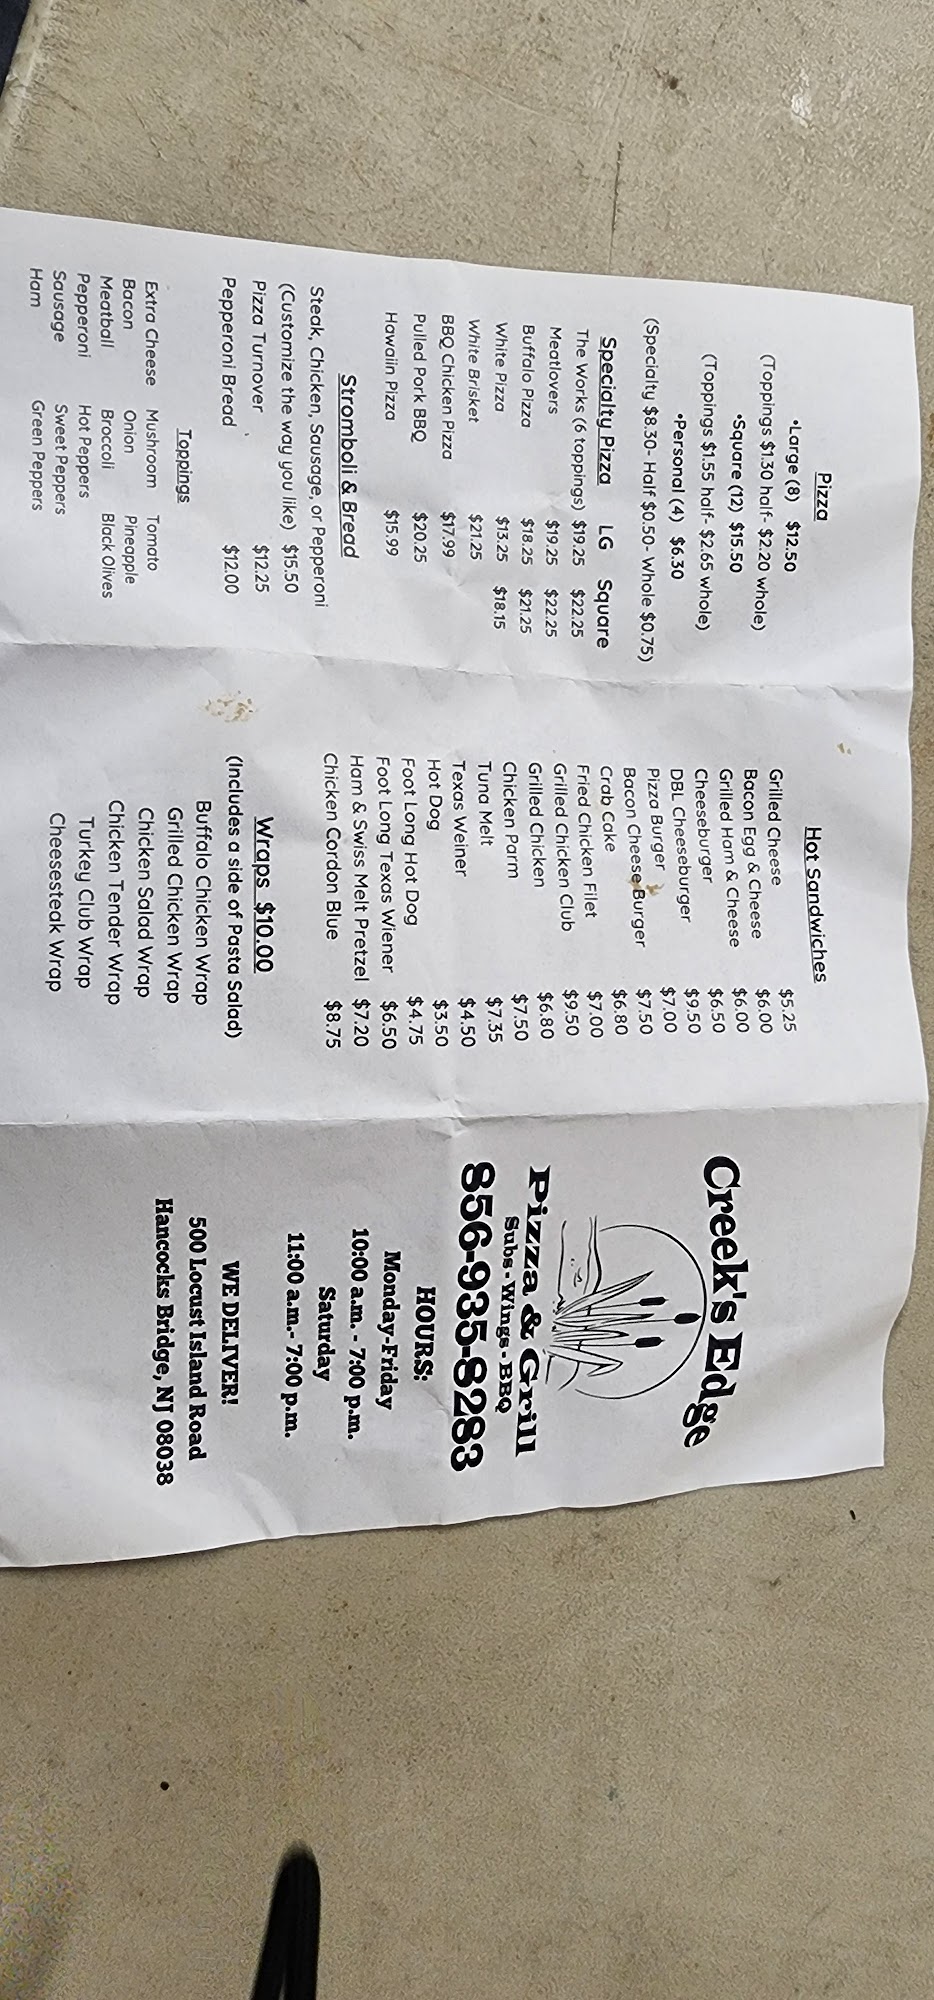 Pizza
•Large (8) $12.50
(Toppings $1.30 half- $2.20 whole)
•Square (12) $15.50
(Toppings $1.55 half- $2.65 whole)
•Personal (4) $6.30
(Specialty $8.30- Half $0.50- Whole $0.75)
Specialty Pizza LG Square
The Works (6 toppings) $19.25 $22.25
Meatlovers $19.25 $22.25
Buffalo Pizza $18.25 $21.25
White Pizza $13.25 $18.15
White Brisket $21.25
BBQ Chicken Pizza $17.99
Pulled Pork BBQ $20.25
Hawaiin Pizza $15.99
Stromboli & Bread
Steak, Chicken, Sausage, or Pepperoni
(Customize the way you like) $15.50
Pizza Turnover $12.25
Pepperoni Bread $12.00
Toppings
Extra Cheese Mushroom Tomato
Bacon Onion Pineapple
Meatball Broccoli Black Olives
Pepperoni Hot Peppers
Sausage Sweet Peppers
Ham Green Peppers
Hot Sandwiches
Grilled Cheese $5.25
Bacon Egg & Cheese $6.00
Grilled Ham & Cheese $6.00
Cheeseburger $6.50
DBL Cheeseburger $9.50
Pizza Burger $7.00
Bacon Cheese Burger $7.50
Crab Cake $6.80
Fried Chicken Filet $7.00
Grilled Chicken Club $9.50
Grilled Chicken $6.80
Chicken Parm $7.50
Tuna Melt $7.35
Texas Weiner $4.50
Hot Dog $3.50
Foot Long Hot Dog $4.75
Foot Long Texas Wiener $6.50
Ham & Swiss Melt Pretzel $7.20
Chicken Cordon Blue $8.75
Wraps $10.00
(Includes a side of Pasta Salad)
Buffalo Chicken Wrap
Grilled Chicken Wrap
Chicken Salad Wrap
Chicken Tender Wrap
Turkey Club Wrap
Cheesesteak Wrap
Creek's Edge
Pizza & Grill
Subs - Wings - BBQ
856-935-8283
HOURS:
Monday-Friday
10:00 a.m. - 7:00 p.m.
Saturday
11:00 a.m.- 7:00 p.m.
WE DELIVER!
500 Locust Island Road
Hancocks Bridge, NJ 08038